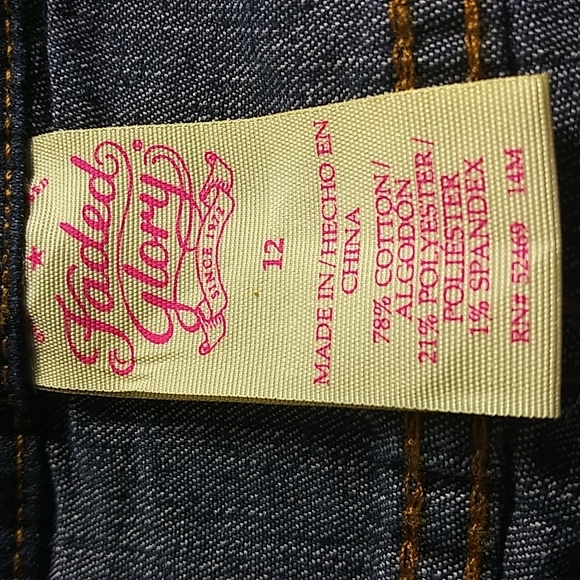 Faded
Glory
SINCE 1972
12
MADE IN/HECHO EN
CHINA
78% COTTON/
ALGODÓN
21% POLYESTER/
POLIESTER
1% SPANDEX
RN# 52469 14M